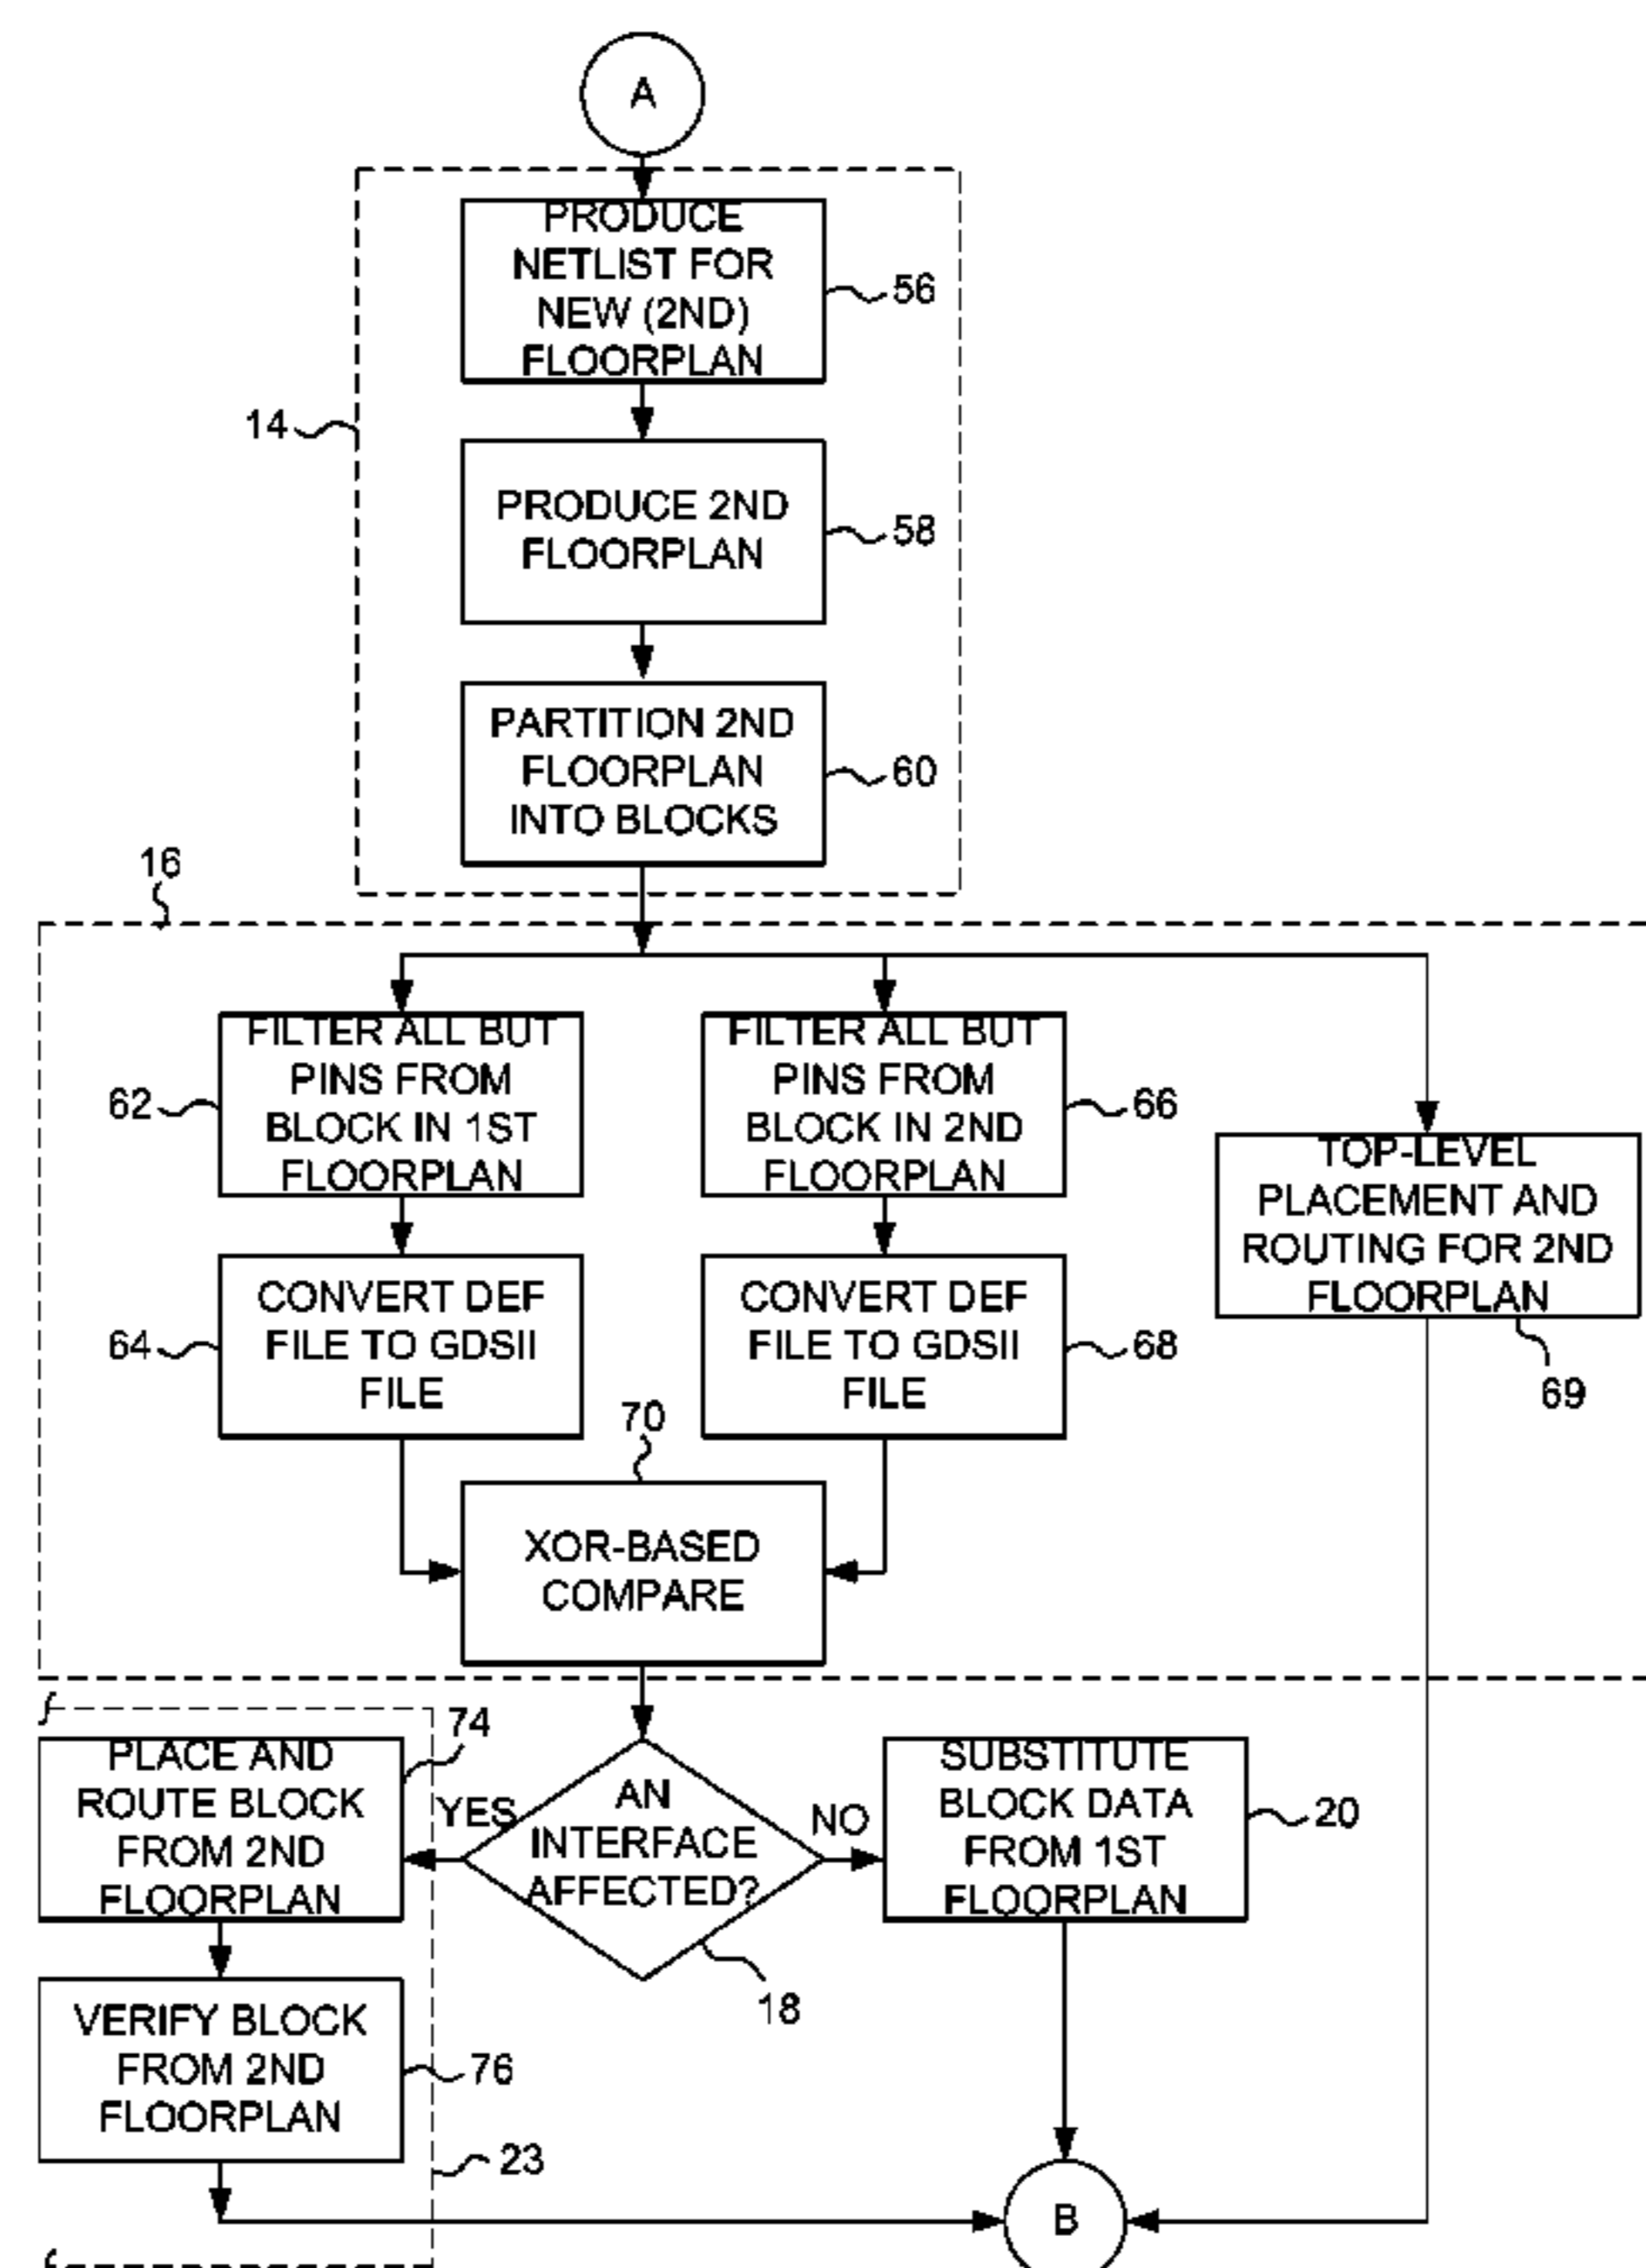 A
PRODUCE
NETLIST FOR
NEW (2ND)
FLOORPLAN
56
14
PRODUCE 2ND
FLOORPLAN
58
PARTITION 2ND
FLOORPLAN
INTO BLOCKS
60
16
FILTER ALL BUT
PINS FROM
BLOCK IN 1ST
FLOORPLAN
62
FILTER ALL BUT
PINS FROM
BLOCK IN 2ND
FLOORPLAN
66
TOP-LEVEL
PLACEMENT AND
ROUTING FOR 2ND
FLOORPLAN
69
CONVERT DEF
FILE TO GDSII
FILE
64
CONVERT DEF
FILE TO GDSII
FILE
68
70
XOR-BASED
COMPARE
74
PLACE AND
ROUTE BLOCK
FROM 2ND
FLOORPLAN
YES
AN
INTERFACE
AFFECTED?
NO
18
SUBSTITUTE
BLOCK DATA
FROM 1ST
FLOORPLAN
20
VERIFY BLOCK
FROM 2ND
FLOORPLAN
76
23
B